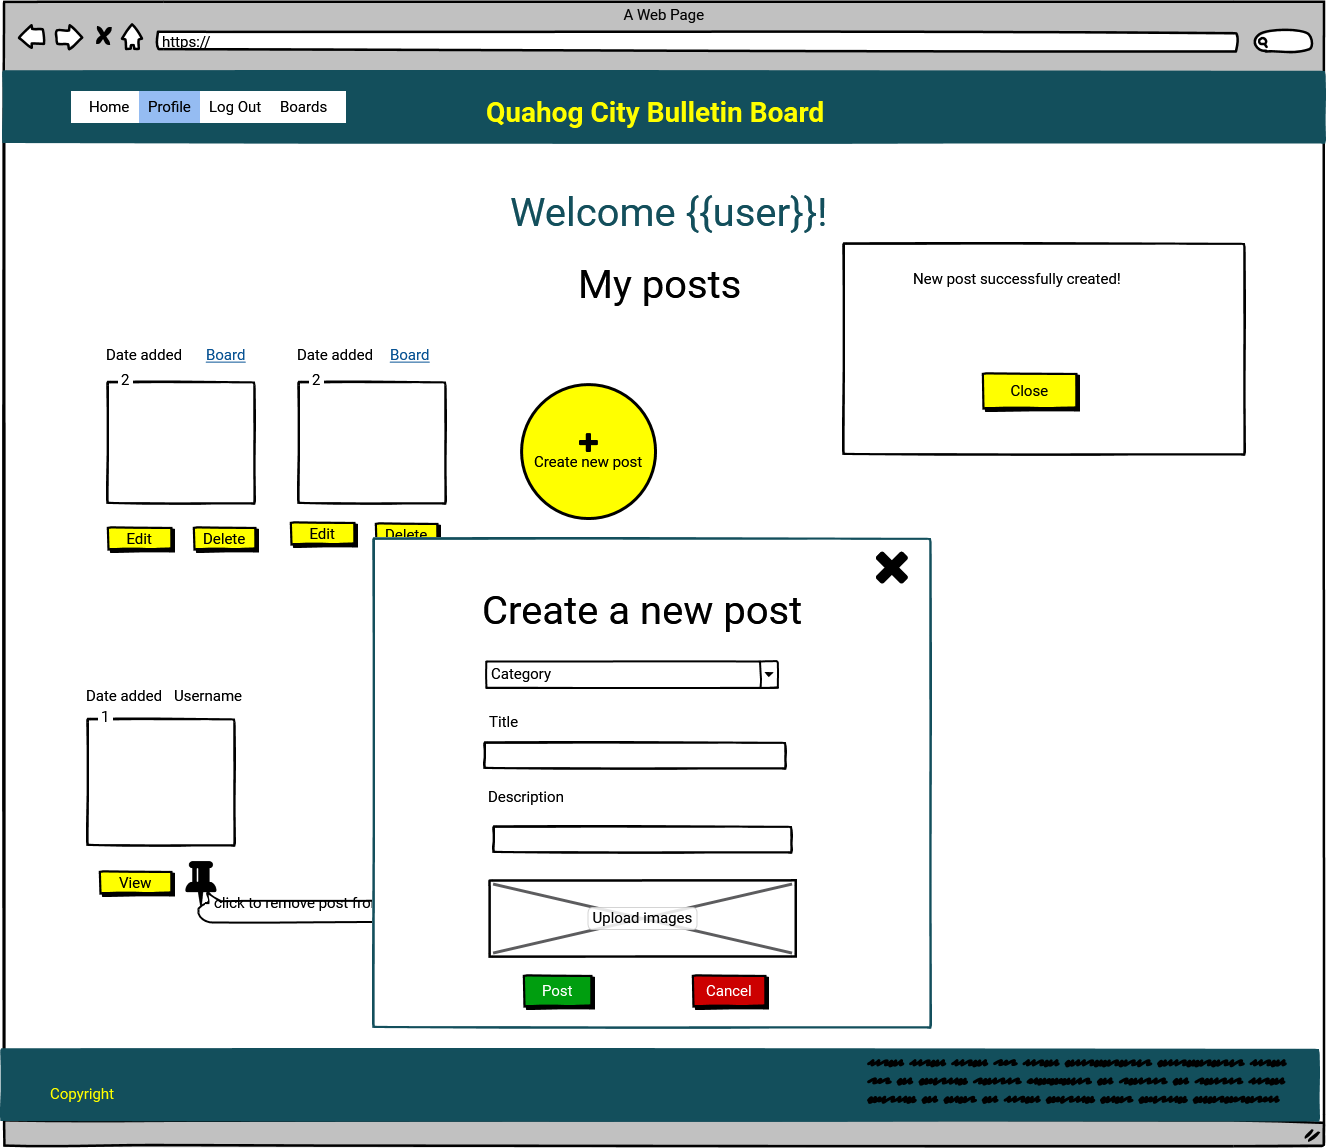 A Web Page
https://
Home Profile Log Out Boards
Quahog City Bulletin Board
Welcome {{user}}!
My posts
New post successfully created!
Close
Date added Board Date added Board
2 2
+
Create new post
Edit Delete Edit Delete
Create a new post
Category
Date added Username
1
Title
Description
View
click to remove post fro
Upload images
Post Cancel
Copyright